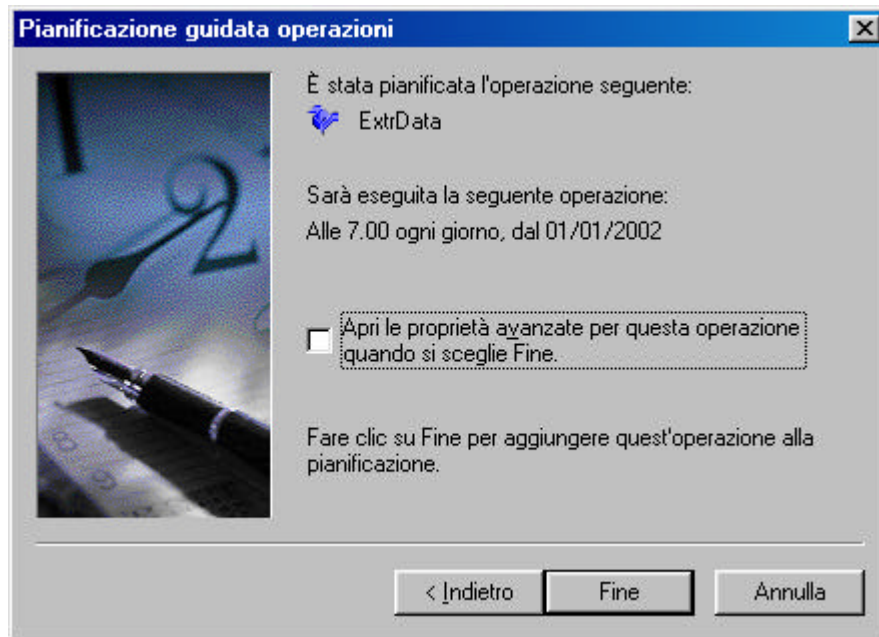 Pianificazione guidata operazioni
È stata pianificata l'operazione seguente:
ExtrData
Sarà eseguita la seguente operazione:
Alle 7.00 ogni giorno, dal 01/01/2002
Apri le proprietà avanzate per questa operazione
quando si sceglie Fine.
Fare clic su Fine per aggiungere quest'operazione alla
pianificazione.
< Indietro
Fine
Annulla